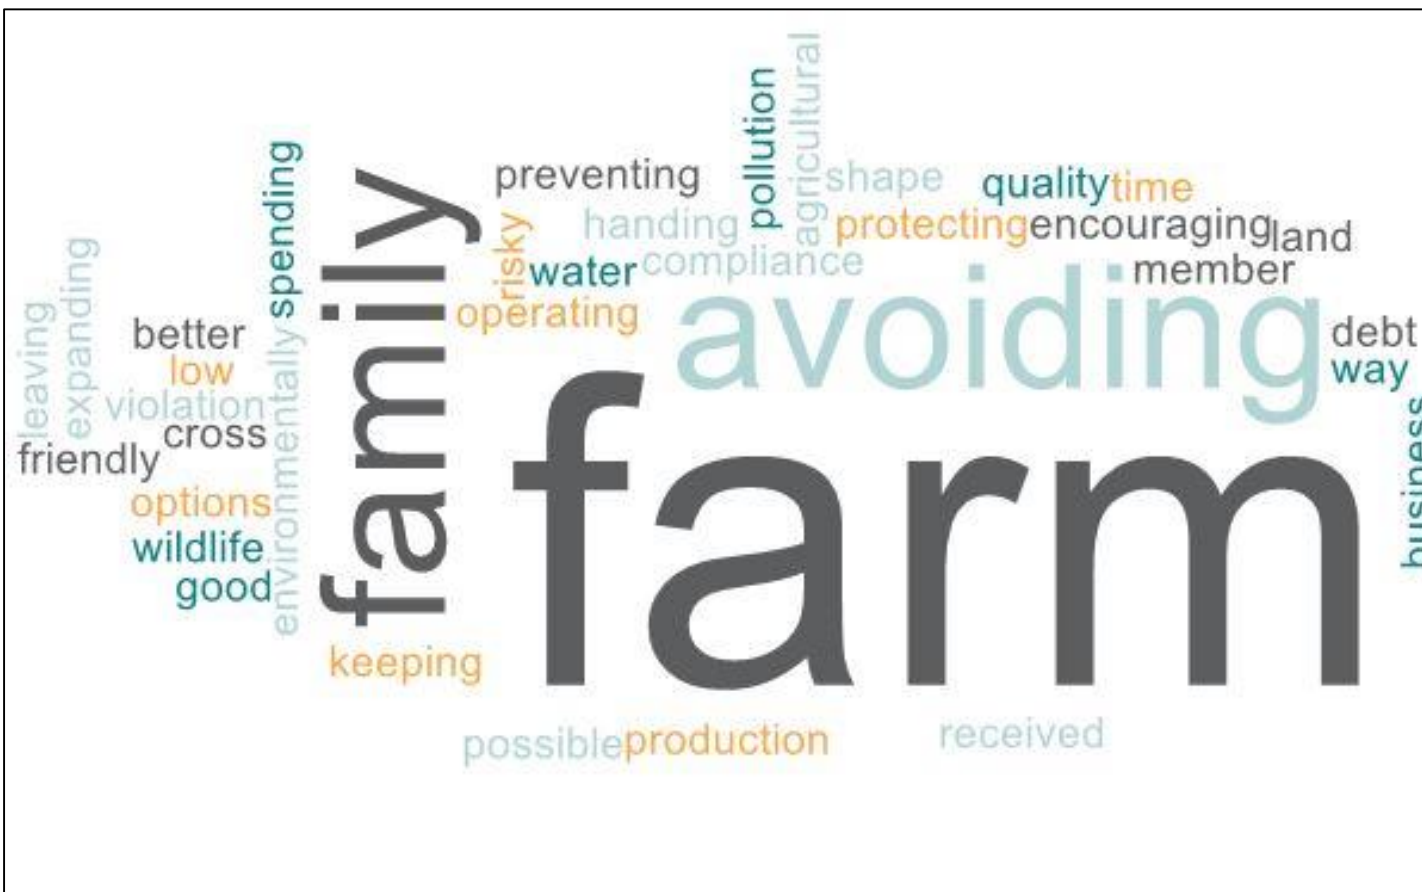 agricultural
pollution
spending
family
preventing
shape
quality
time
handing
protecting
encouraging
land
risky
water
compliance
member
operating
avoiding
leaving
expanding
better
debt
low
way
violation
cross
friendly
environmentally
business
options
wildlife
good
farm
keeping
possible
production
received